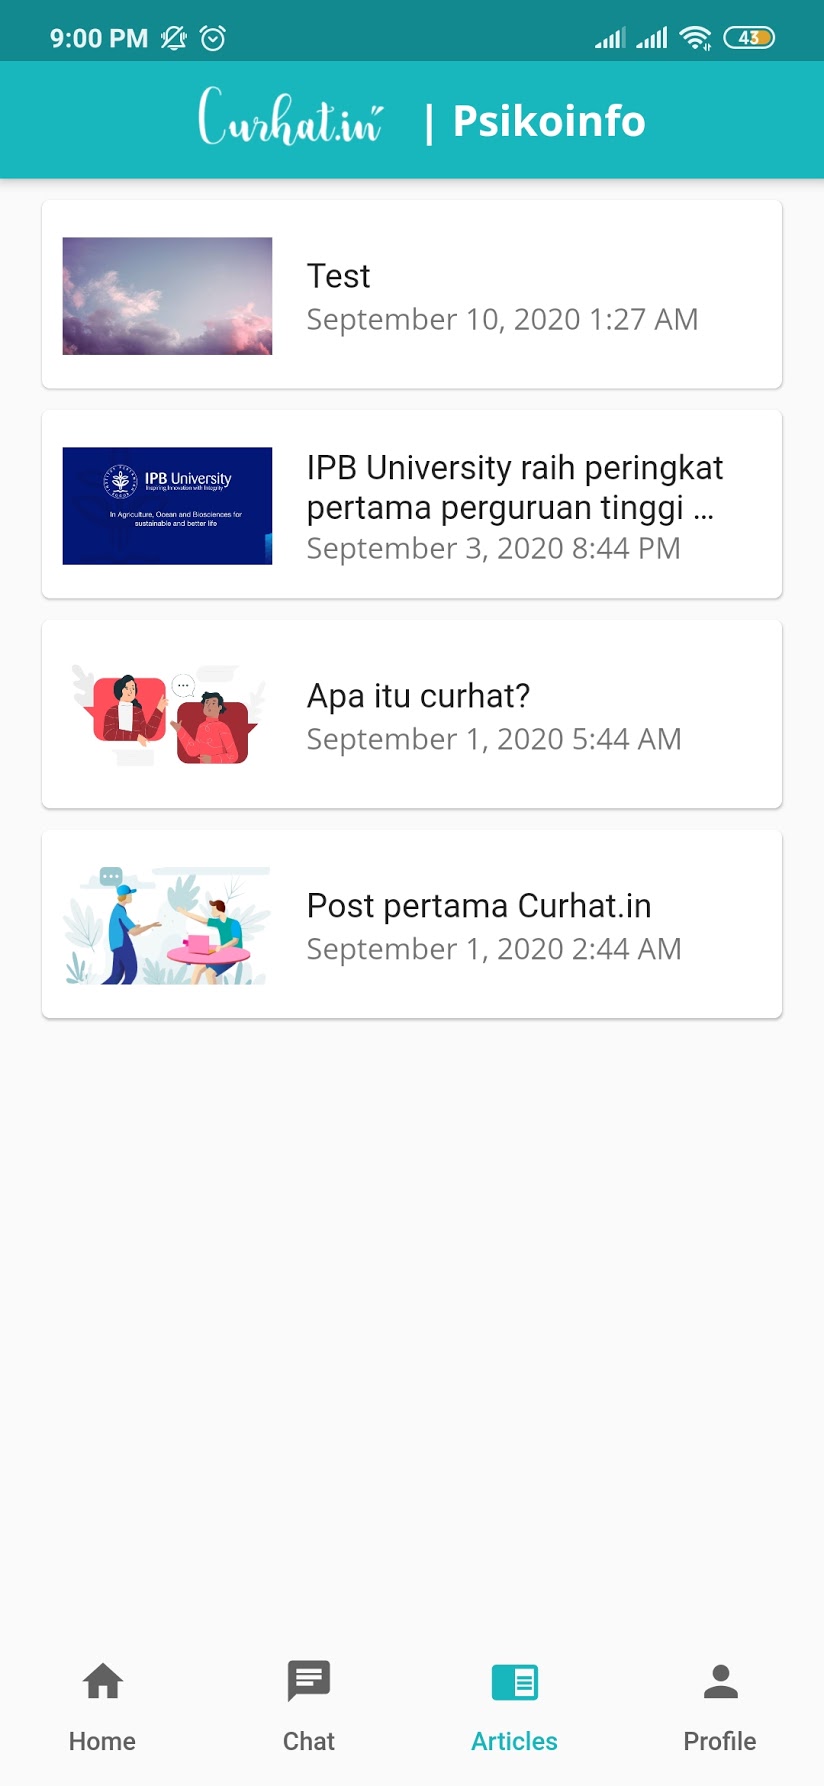 9:00 PM
43
Curhat.in
| Psikoinfo
Test
September 10, 2020 1:27 AM
IPB University
Inspiring Innovation with Integrity
In Agriculture, Ocean and Biosciences for
sustainable and better life
IPB University raih peringkat
pertama perguruan tinggi ...
September 3, 2020 8:44 PM
Apa itu curhat?
September 1, 2020 5:44 AM
Post pertama Curhat.in
September 1, 2020 2:44 AM
Home
Chat
Articles
Profile